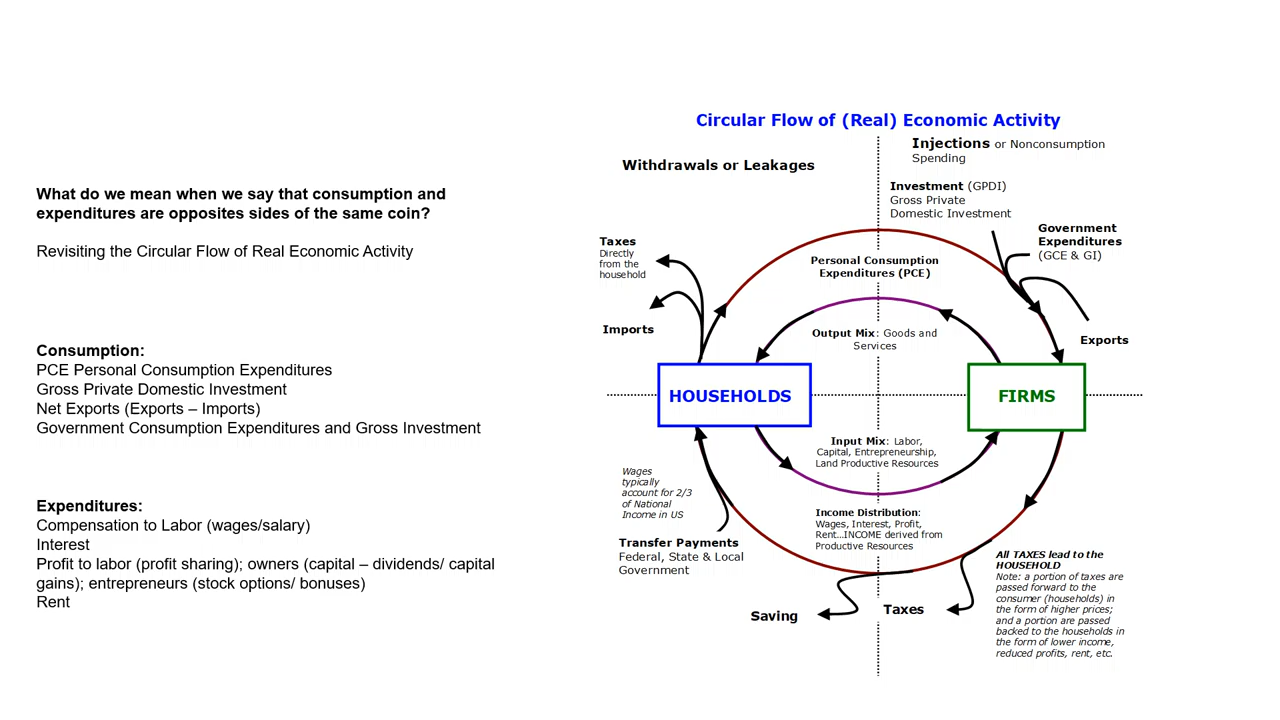 What do we mean when we say that consumption and
expenditures are opposites sides of the same coin?
Revisiting the Circular Flow of Real Economic Activity
Consumption:
PCE Personal Consumption Expenditures
Gross Private Domestic Investment
Net Exports (Exports – Imports)
Government Consumption Expenditures and Gross Investment
Expenditures:
Compensation to Labor (wages/salary)
Interest
Profit to labor (profit sharing); owners (capital – dividends/ capital
gains); entrepreneurs (stock options/ bonuses)
Rent
Circular Flow of (Real) Economic Activity
Withdrawals or Leakages
Injections or Nonconsumption
Spending
Investment (GPDI)
Gross Private
Domestic Investment
Government
Expenditures
(GCE & GI)
Taxes
Directly
from the
household
Personal Consumption
Expenditures (PCE)
Imports
Output Mix: Goods and
Services
Exports
HOUSEHOLDS
FIRMS
Input Mix: Labor,
Capital, Entrepreneurship,
Land Productive Resources
Wages
typically
account for 2/3
of National
Income in US
Income Distribution:
Wages, Interest, Profit,
Rent...INCOME derived from
Productive Resources
Transfer Payments
Federal, State & Local
Government
Saving
Taxes
All TAXES lead to the
HOUSEHOLD
Note: a portion of taxes are
passed forward to the
consumer (households) in
the form of higher prices;
and a portion are passed
backed to the households in
the form of lower income,
reduced profits, rent, etc.